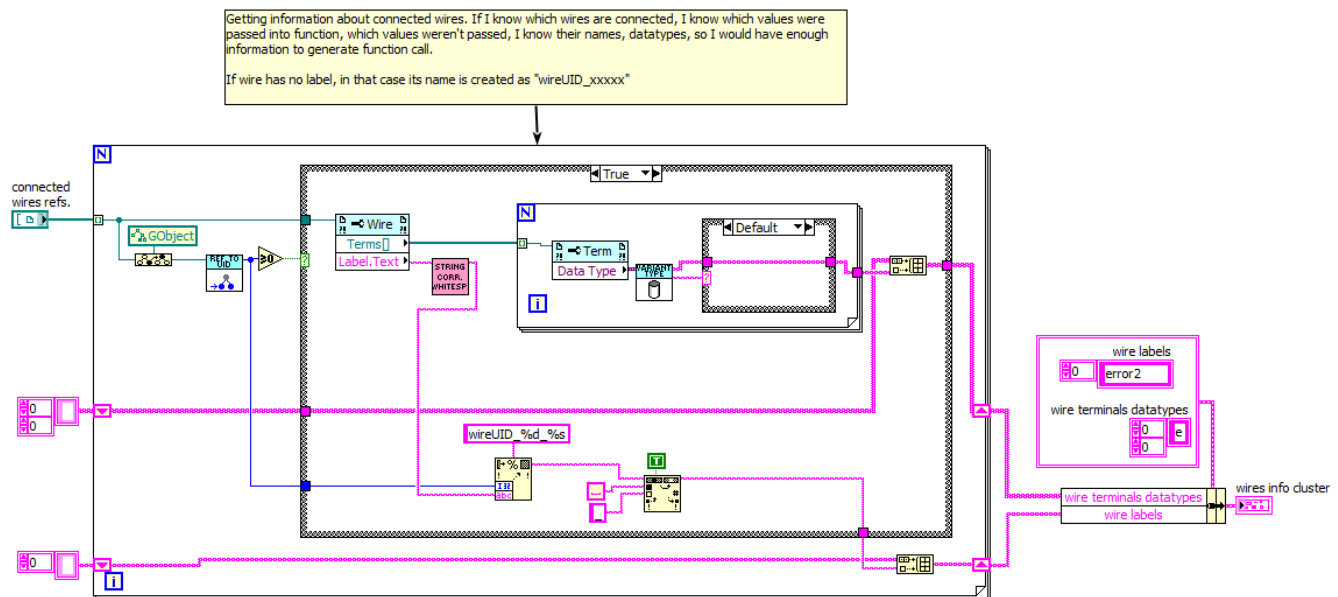 Getting information about connected wires. If I know which wires are connected, I know which values were
passed into function, which values weren't passed, I know their names, datatypes, so I would have enough
information to generate function call.
If wire has no label, in that case its name is created as "wireUID_xxxxx"
N
True
connected
wires refs.
GObject
REF TO
UID
≥0
?
Wire
Terms[]
Label.Text
STRING
CORR.
WHITESP
N
Term
Data Type
VARIANT
TYPE
Default
?
i
0
0
wireUID_%d_%s
%
I32
abc
T
_
0
i
wire labels
0
error2
wire terminals datatypes
0
0
e
wire terminals datatypes
wire labels
wires info cluster